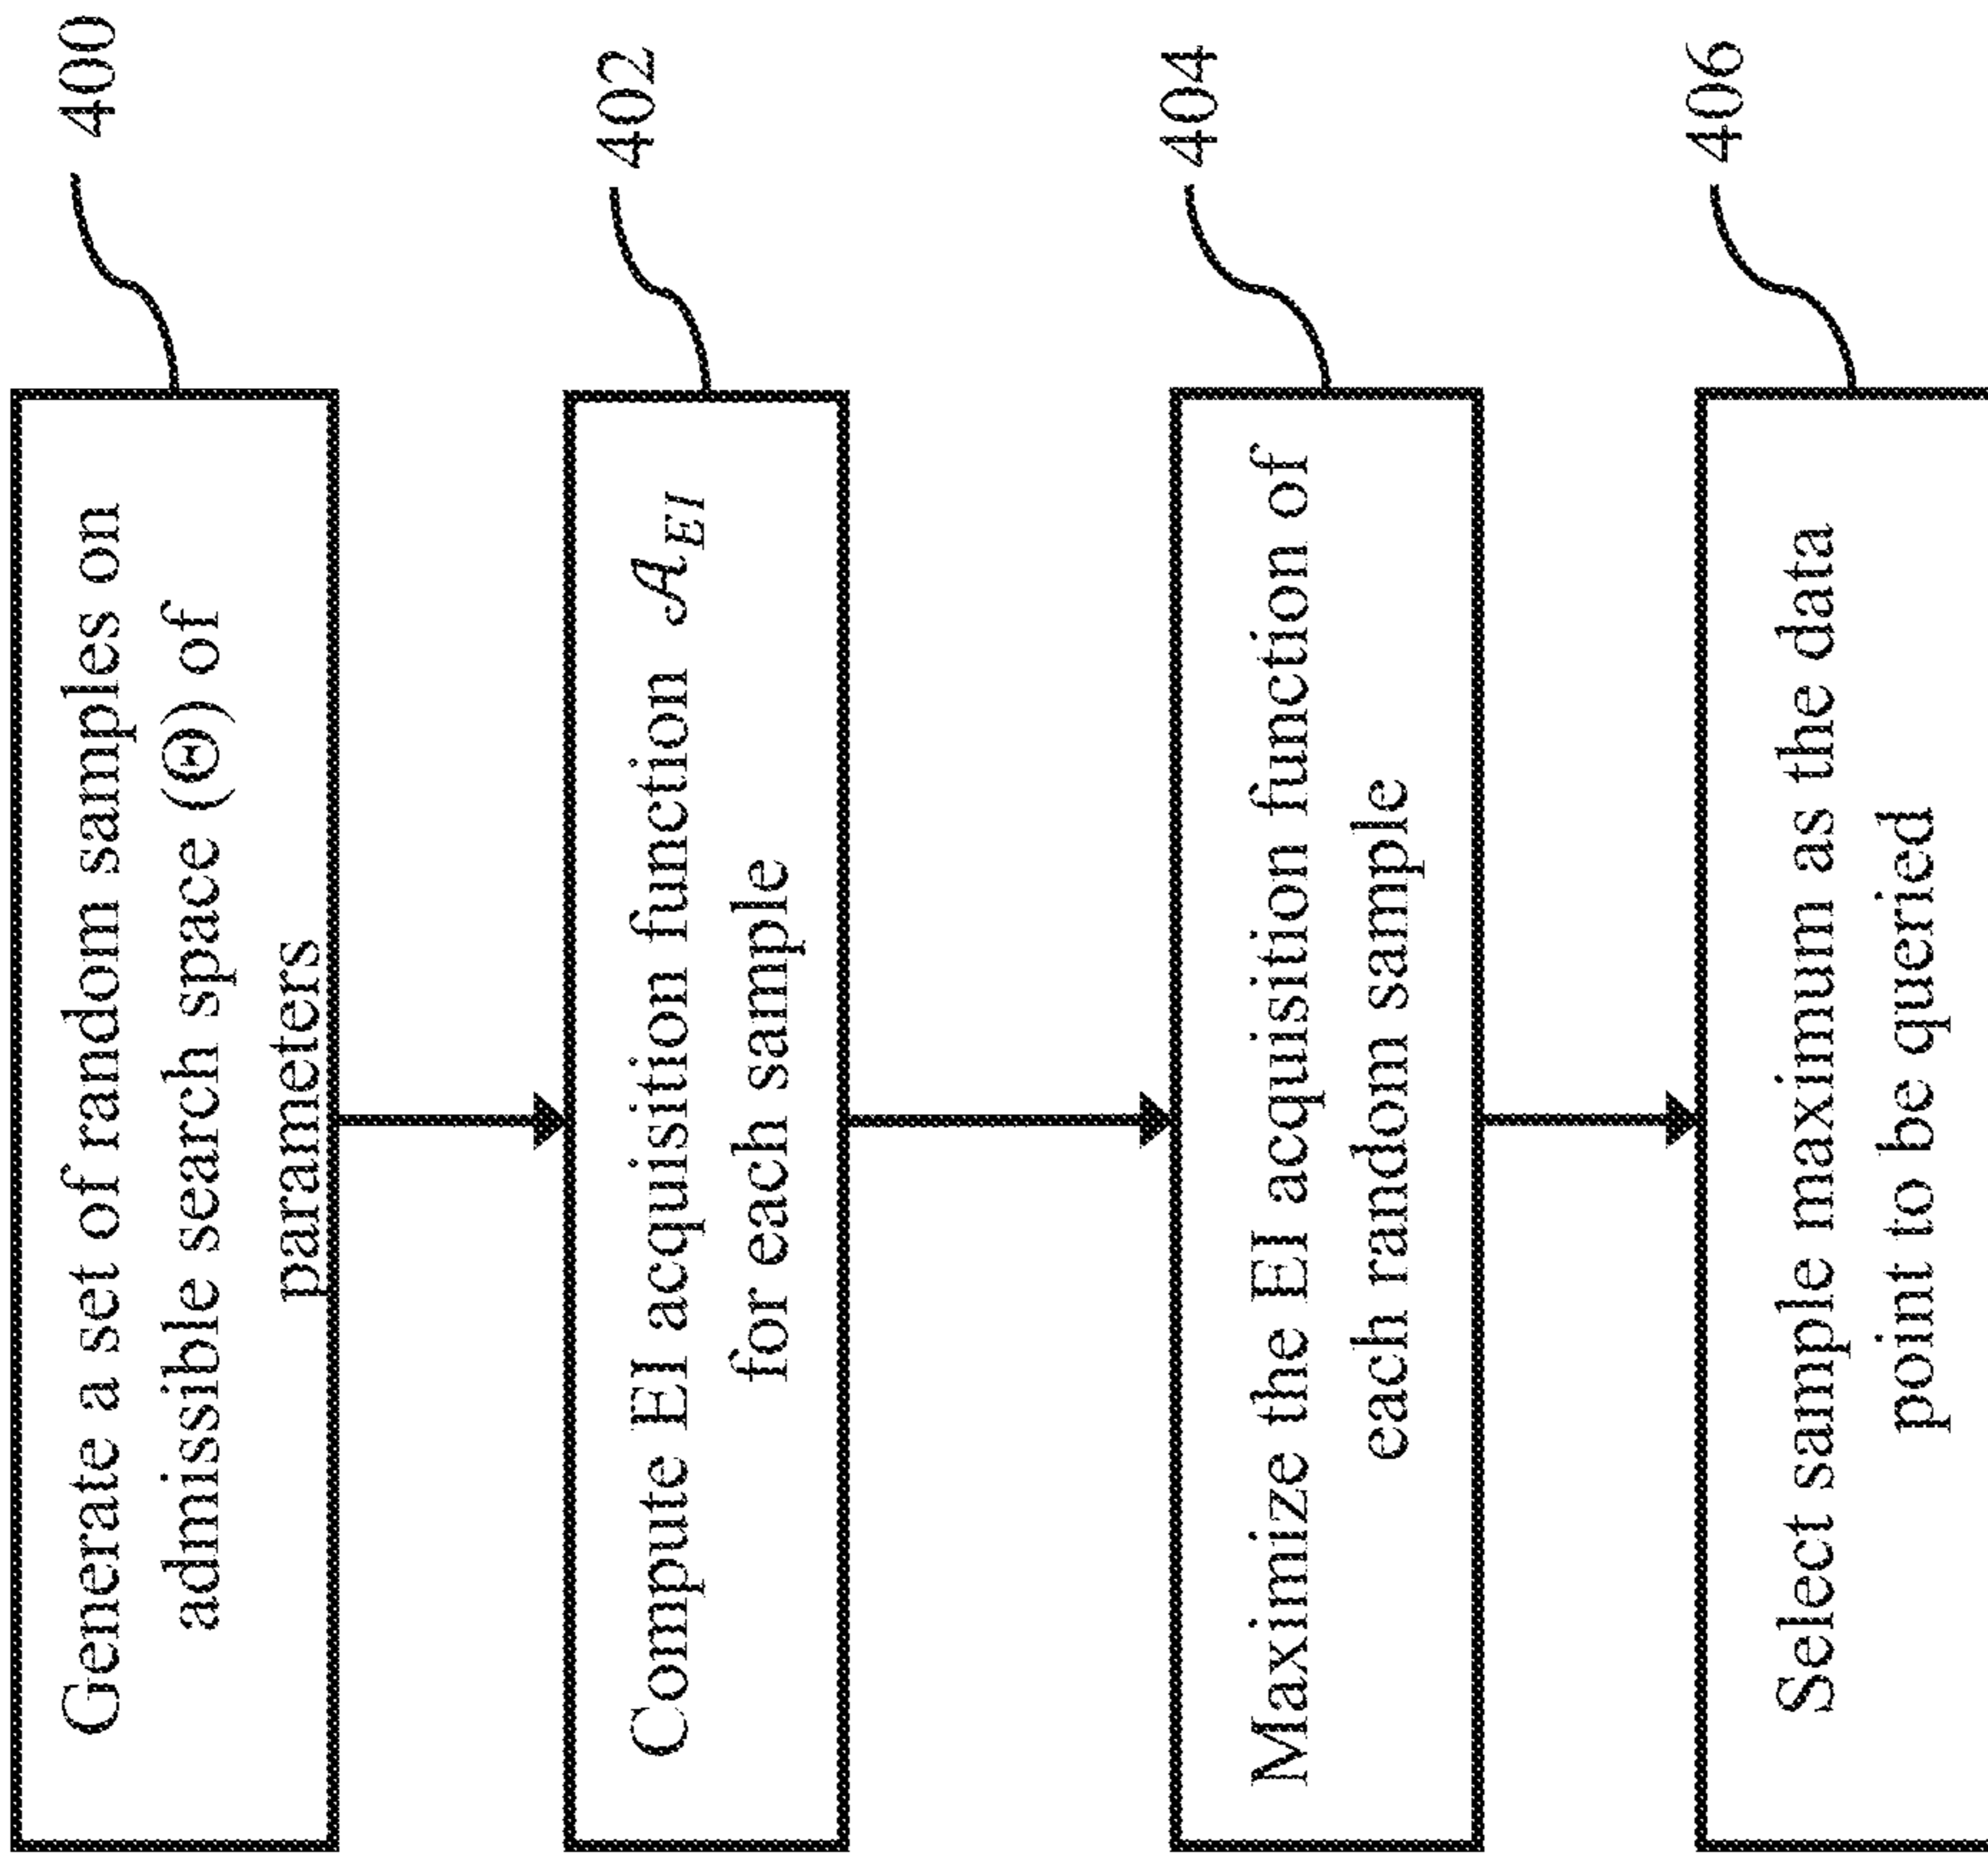 Generate a set of random samples on
admissible search space (Θ) of
parameters
400
Compute EI acquisition function 𝒜_EI
for each sample
402
Maximize the EI acquisition function of
each random sample
404
Select sample maximum as the data
point to be queried
406